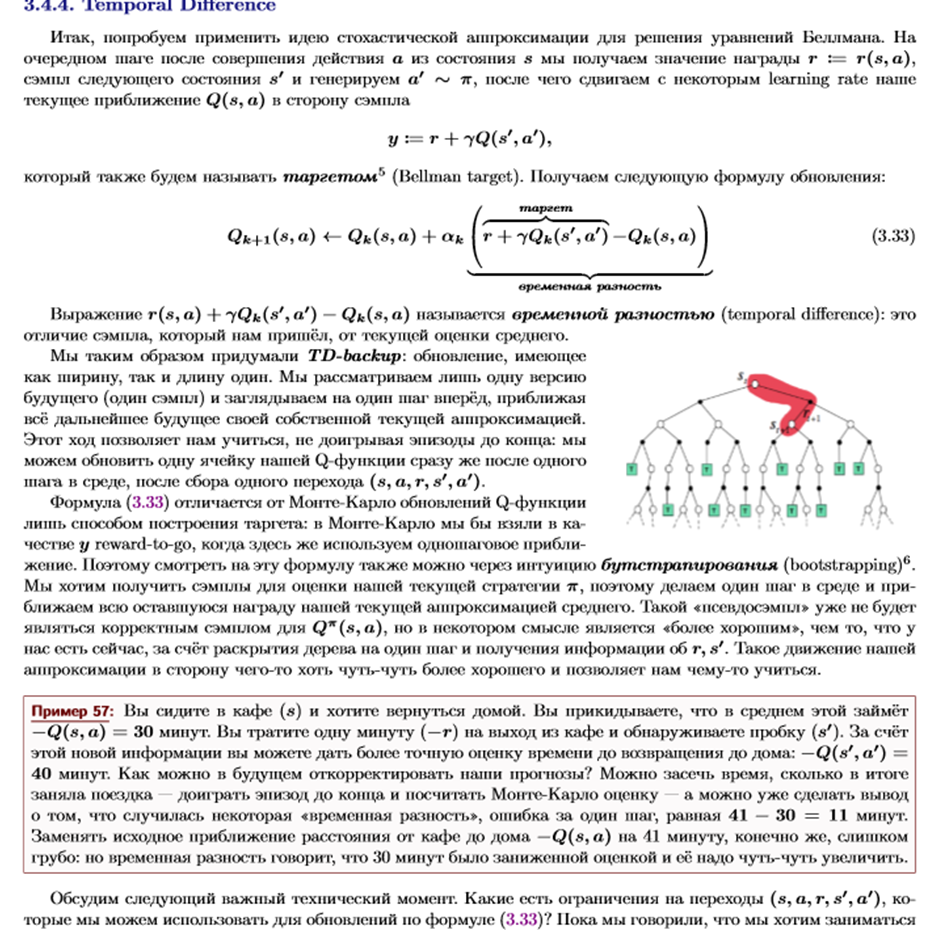 3.4.4. Temporal Difference
Итак, попробуем применить идею стохастической аппроксимации для решения уравнений Беллмана. На
очередном шаге после совершения действия a из состояния s мы получаем значение награды r := r(s, a),
сэмпл следующего состояния s′ и генерируем a′ ∼ π, после чего сдвигаем с некоторым learning rate наше
текущее приближение Q(s, a) в сторону сэмпла
y := r + γQ(s′, a′),
который также будем называть таргетом⁵ (Bellman target). Получаем следующую формулу обновления:
таргет
Qₖ₊₁(s, a) ← Qₖ(s, a) + αₖ (r + γQₖ(s′, a′) −Qₖ(s, a)) (3.33)
временная разность
Выражение r(s, a) + γQₖ(s′, a′) − Qₖ(s, a) называется временной разностью (temporal difference): это
отличие сэмпла, который нам пришёл, от текущей оценки среднего.
Мы таким образом придумали TD-backup: обновление, имеющее
как ширину, так и длину один. Мы рассматриваем лишь одну версию
будущего (один сэмпл) и заглядываем на один шаг вперёд, приближая
всё дальнейшее будущее своей собственной текущей аппроксимацией.
Этот ход позволяет нам учиться, не доигрывая эпизоды до конца: мы
можем обновить одну ячейку нашей Q-функции сразу же после одного
шага в среде, после сбора одного перехода (s, a, r, s′, a′).
Формула (3.33) отличается от Монте-Карло обновлений Q-функции
лишь способом построения таргета: в Монте-Карло мы бы взяли в ка-
честве y reward-to-go, когда здесь же используем одношаговое прибли-
жение. Поэтому смотреть на эту формулу также можно через интуицию бутстрапирования (bootstrapping)⁶.
Мы хотим получить сэмплы для оценки нашей текущей стратегии π, поэтому делаем один шаг в среде и при-
ближаем всю оставшуюся награду нашей текущей аппроксимацией среднего. Такой «псевдосэмпл» уже не будет
являться корректным сэмплом для Qᵖ(s, a), но в некотором смысле является «более хорошим», чем то, что у
нас есть сейчас, за счёт раскрытия дерева на один шаг и получения информации об r, s′. Такое движение нашей
аппроксимации в сторону чего-то хоть чуть-чуть более хорошего и позволяет нам чему-то учиться.
Пример 57: Вы сидите в кафе (s) и хотите вернуться домой. Вы прикидываете, что в среднем этой займёт
−Q(s, a) = 30 минут. Вы тратите одну минуту (−r) на выход из кафе и обнаруживаете пробку (s′). За счёт
этой новой информации вы можете дать более точную оценку времени до возвращения до дома: −Q(s′, a′) =
40 минут. Как можно в будущем откорректировать наши прогнозы? Можно засечь время, сколько в итоге
заняла поездка — доиграть эпизод до конца и посчитать Монте-Карло оценку — а можно уже сделать вывод
о том, что случилась некоторая «временная разность», ошибка за один шаг, равная 41 − 30 = 11 минут.
Заменять исходное приближение расстояния от кафе до дома −Q(s, a) на 41 минуту, конечно же, слишком
грубо: но временная разность говорит, что 30 минут было заниженной оценкой и её надо чуть-чуть увеличить.
Обсудим следующий важный технический момент. Какие есть ограничения на переходы (s, a, r, s′, a′), ко-
торые мы можем использовать для обновлений по формуле (3.33)? Пока мы говорили, что мы хотим заниматься